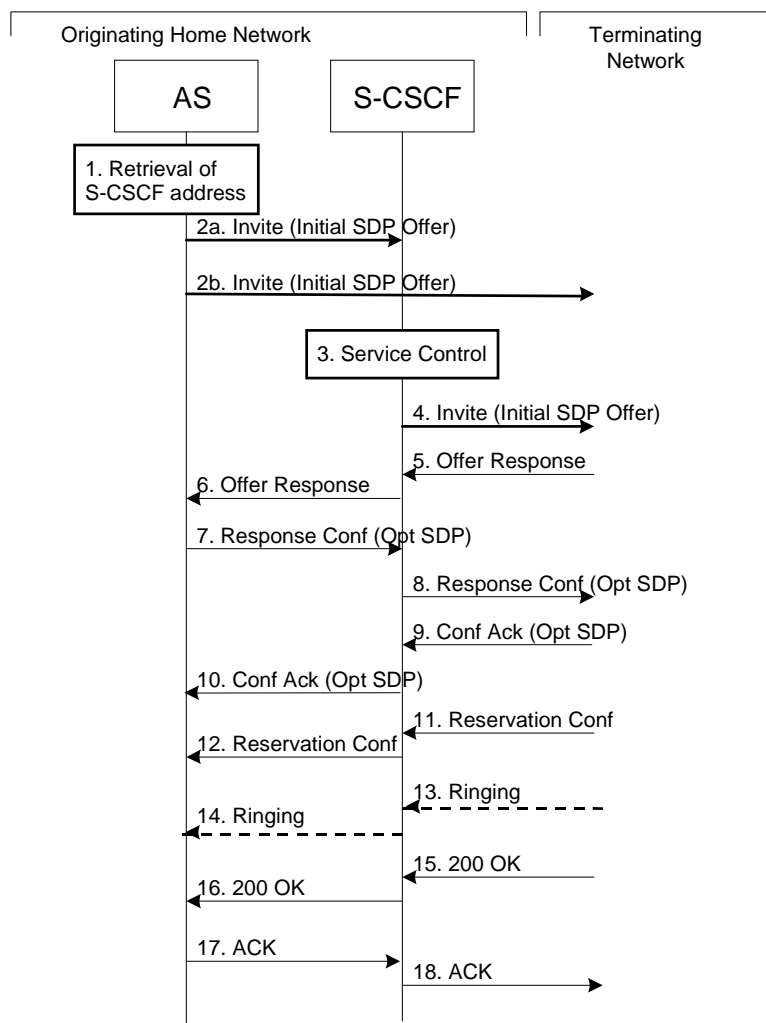 Originating Home Network
Terminating
Network
AS
S-CSCF
1. Retrieval of
S-CSCF address
2a. Invite (Initial SDP Offer)
2b. Invite (Initial SDP Offer)
3. Service Control
4. Invite (Initial SDP Offer)
5. Offer Response
6. Offer Response
7. Response Conf (Opt SDP)
8. Response Conf (Opt SDP)
9. Conf Ack (Opt SDP)
10. Conf Ack (Opt SDP)
11. Reservation Conf
12. Reservation Conf
13. Ringing
14. Ringing
15. 200 OK
16. 200 OK
17. ACK
18. ACK